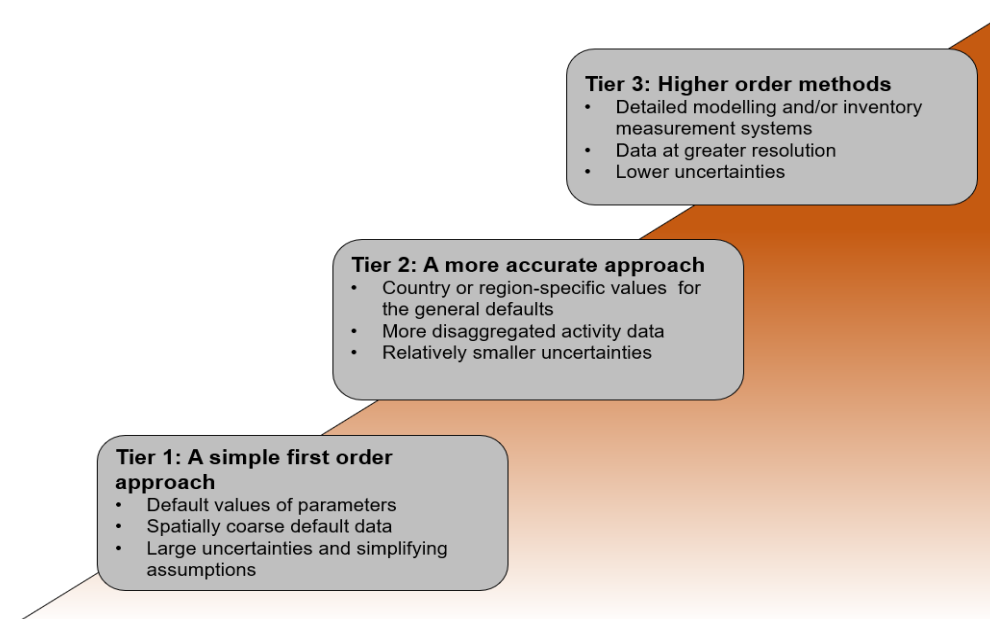 Tier 3: Higher order methods
• Detailed modelling and/or inventory
measurement systems
• Data at greater resolution
• Lower uncertainties
Tier 2: A more accurate approach
• Country or region-specific values  for
the general defaults
• More disaggregated activity data
• Relatively smaller uncertainties
Tier 1: A simple first order
approach
• Default values of parameters
• Spatially coarse default data
• Large uncertainties and simplifying
assumptions